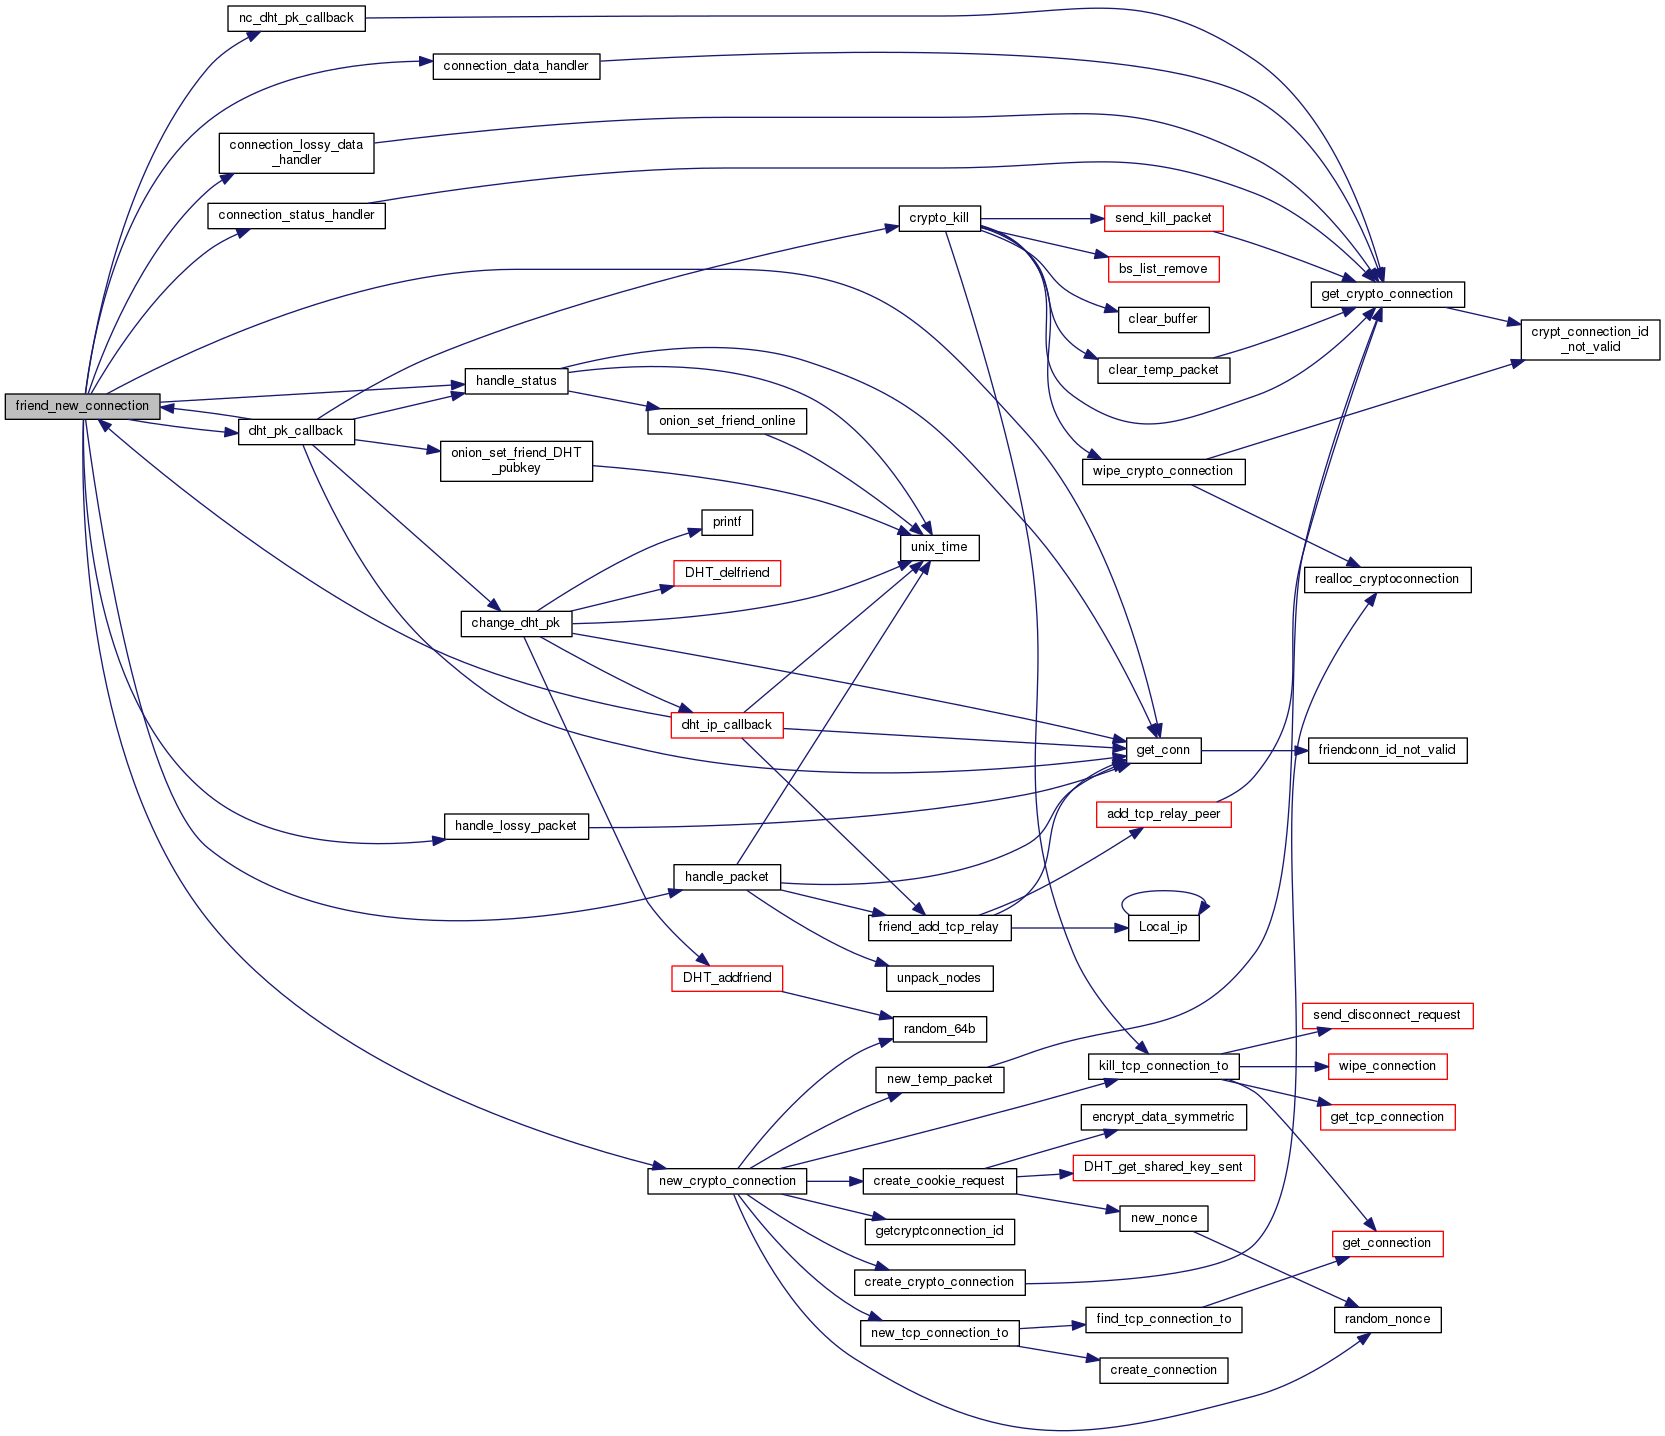 nc_dht_pk_callback
connection_data_handler
connection_lossy_data
_handler
connection_status_handler
crypto_kill
send_kill_packet
bs_list_remove
get_crypto_connection
clear_buffer
crypt_connection_id
_not_valid
clear_temp_packet
handle_status
friend_new_connection
onion_set_friend_online
dht_pk_callback
onion_set_friend_DHT
_pubkey
wipe_crypto_connection
printf
unix_time
DHT_delfriend
realloc_cryptoconnection
change_dht_pk
dht_ip_callback
get_conn
friendconn_id_not_valid
add_tcp_relay_peer
handle_lossy_packet
handle_packet
friend_add_tcp_relay
Local_ip
DHT_addfriend
unpack_nodes
random_64b
send_disconnect_request
kill_tcp_connection_to
wipe_connection
new_temp_packet
encrypt_data_symmetric
get_tcp_connection
DHT_get_shared_key_sent
new_crypto_connection
create_cookie_request
new_nonce
getcryptconnection_id
get_connection
create_crypto_connection
find_tcp_connection_to
random_nonce
new_tcp_connection_to
create_connection